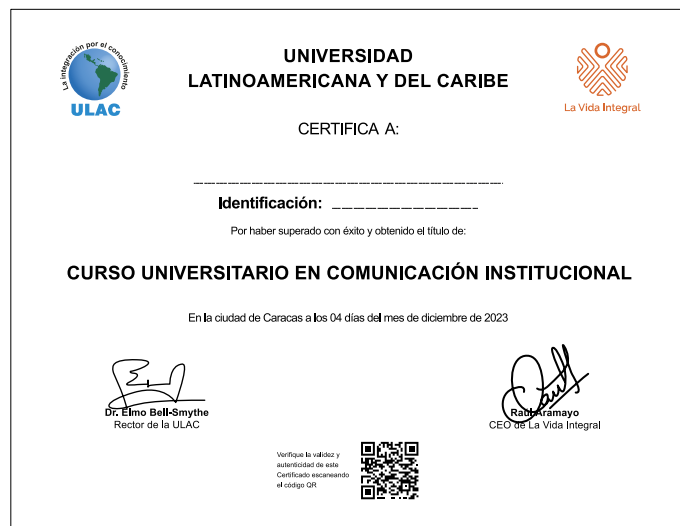 La integración por el conocimiento
ULAC
UNIVERSIDAD
LATINOAMERICANA Y DEL CARIBE
La Vida Integral
CERTIFICA A:
Identificación:
Por haber superado con éxito y obtenido el título de:
CURSO UNIVERSITARIO EN COMUNICACIÓN INSTITUCIONAL
En la ciudad de Caracas a los 04 días del mes de diciembre de 2023
Dr. Elmo Bell-Smythe
Rector de la ULAC
Raúl Aramayo
CEO de La Vida Integral
Verifique la validez y
autenticidad de este
Certificado escaneando
el código QR